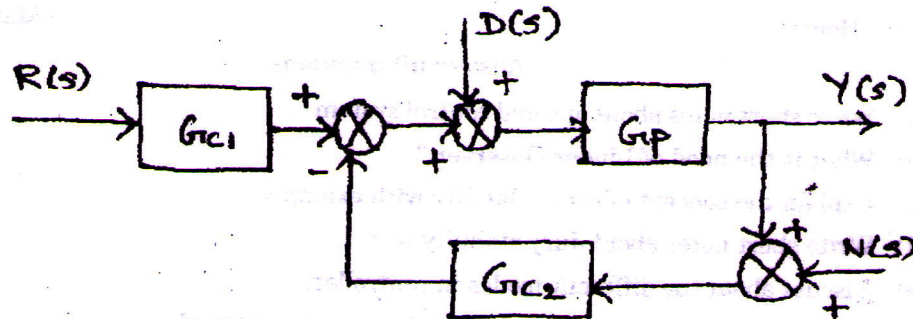 D(s)
R(s)
Gc1
+
-
+
+
Gp
Y(s)
+
N(s)
+
Gc2